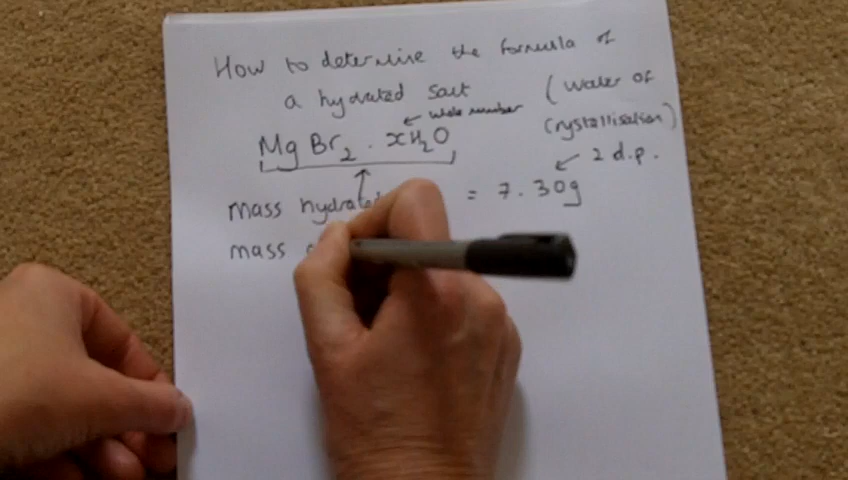 How to determine the formula of
a hydrated salt (water of
crystallisation)
← whole number
MgBr₂ . xH₂O
2 d.p.
mass hydrated = 7.30g
mass